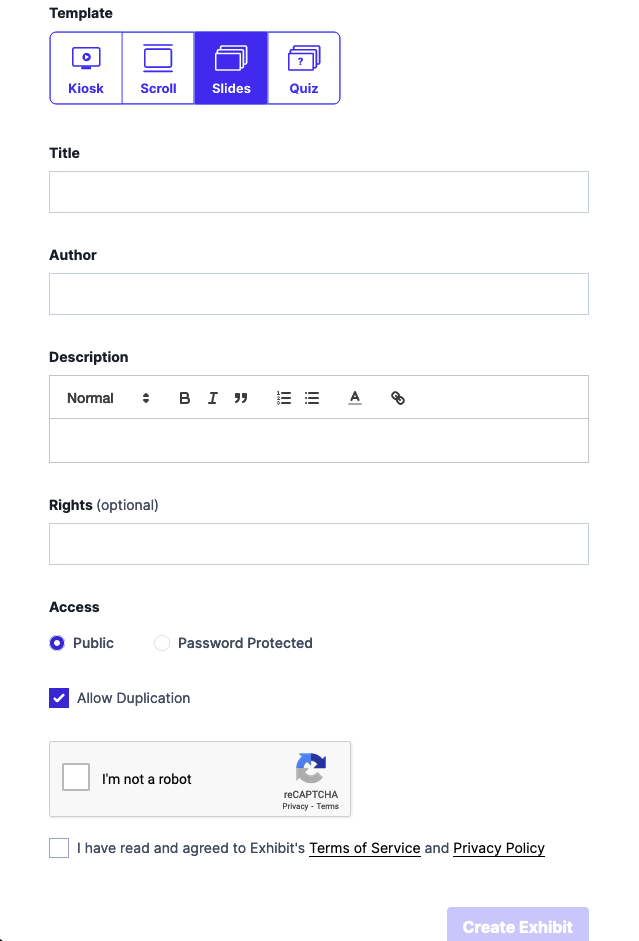 Template
Kiosk Scroll Slides ? Quiz
Title
Author
Description
Normal B I A
Rights (optional)
Access
Public Password Protected
Allow Duplication
I'm not a robot
reCAPTCHA
Privacy - Terms
I have read and agreed to Exhibit's Terms of Service and Privacy Policy
Create Exhibit